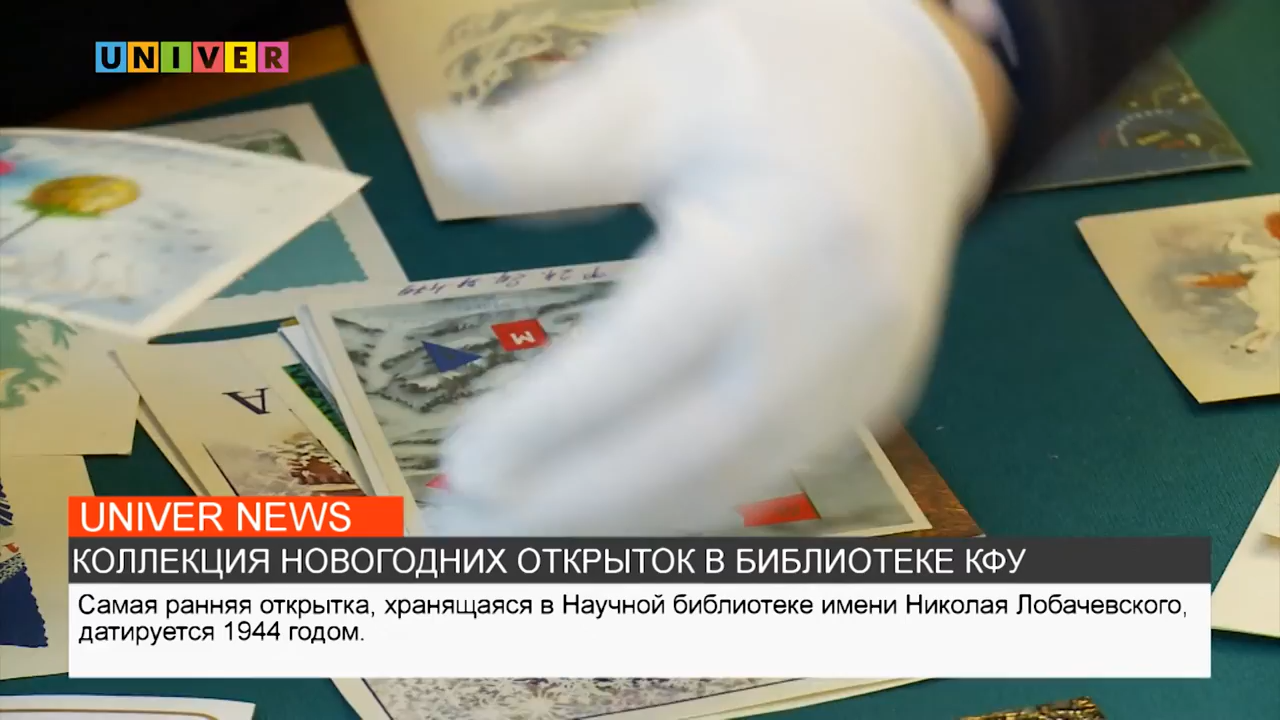 UNIVER
М
А
UNIVER NEWS
КОЛЛЕКЦИЯ НОВОГОДНИХ ОТКРЫТОК В БИБЛИОТЕКЕ КФУ
Самая ранняя открытка, хранящаяся в Научной библиотеке имени Николая Лобачевского,
датируется 1944 годом.